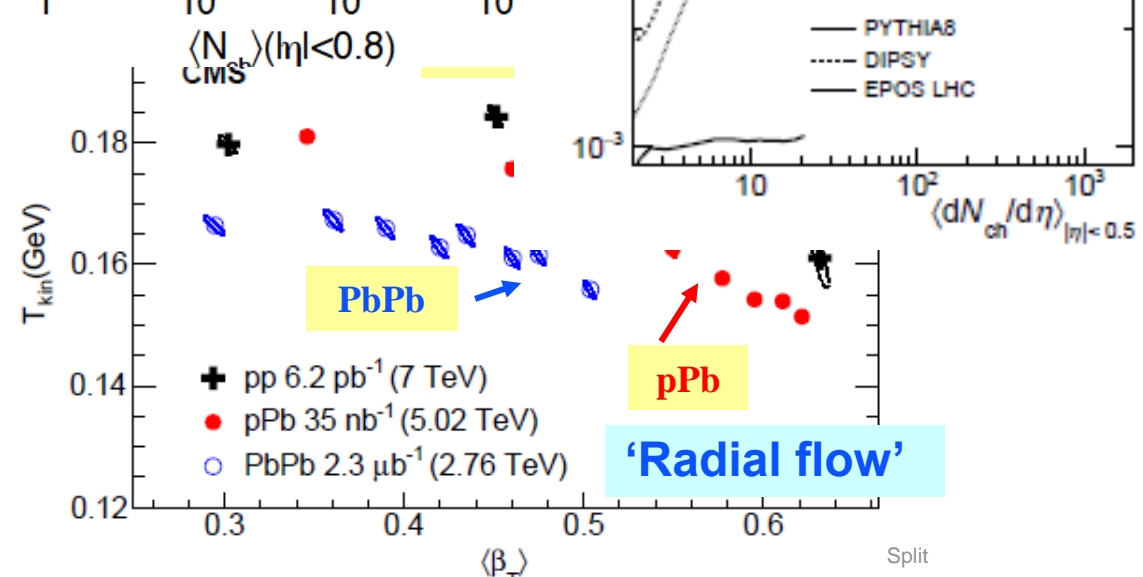 1 10 10 10
⟨N_ch⟩(|η|<0.8)
CMS
PYTHIA8
DIPSY
EPOS LHC
10⁻³
10 10² 10³
⟨dN_ch/dη⟩_|η|<0.5
T_kin(GeV)
0.18
0.16
0.14
0.12
PbPb
pPb
pp 6.2 pb⁻¹ (7 TeV)
pPb 35 nb⁻¹ (5.02 TeV)
PbPb 2.3 μb⁻¹ (2.76 TeV)
‘Radial flow’
0.3 0.4 0.5 0.6
⟨β_T⟩
Split